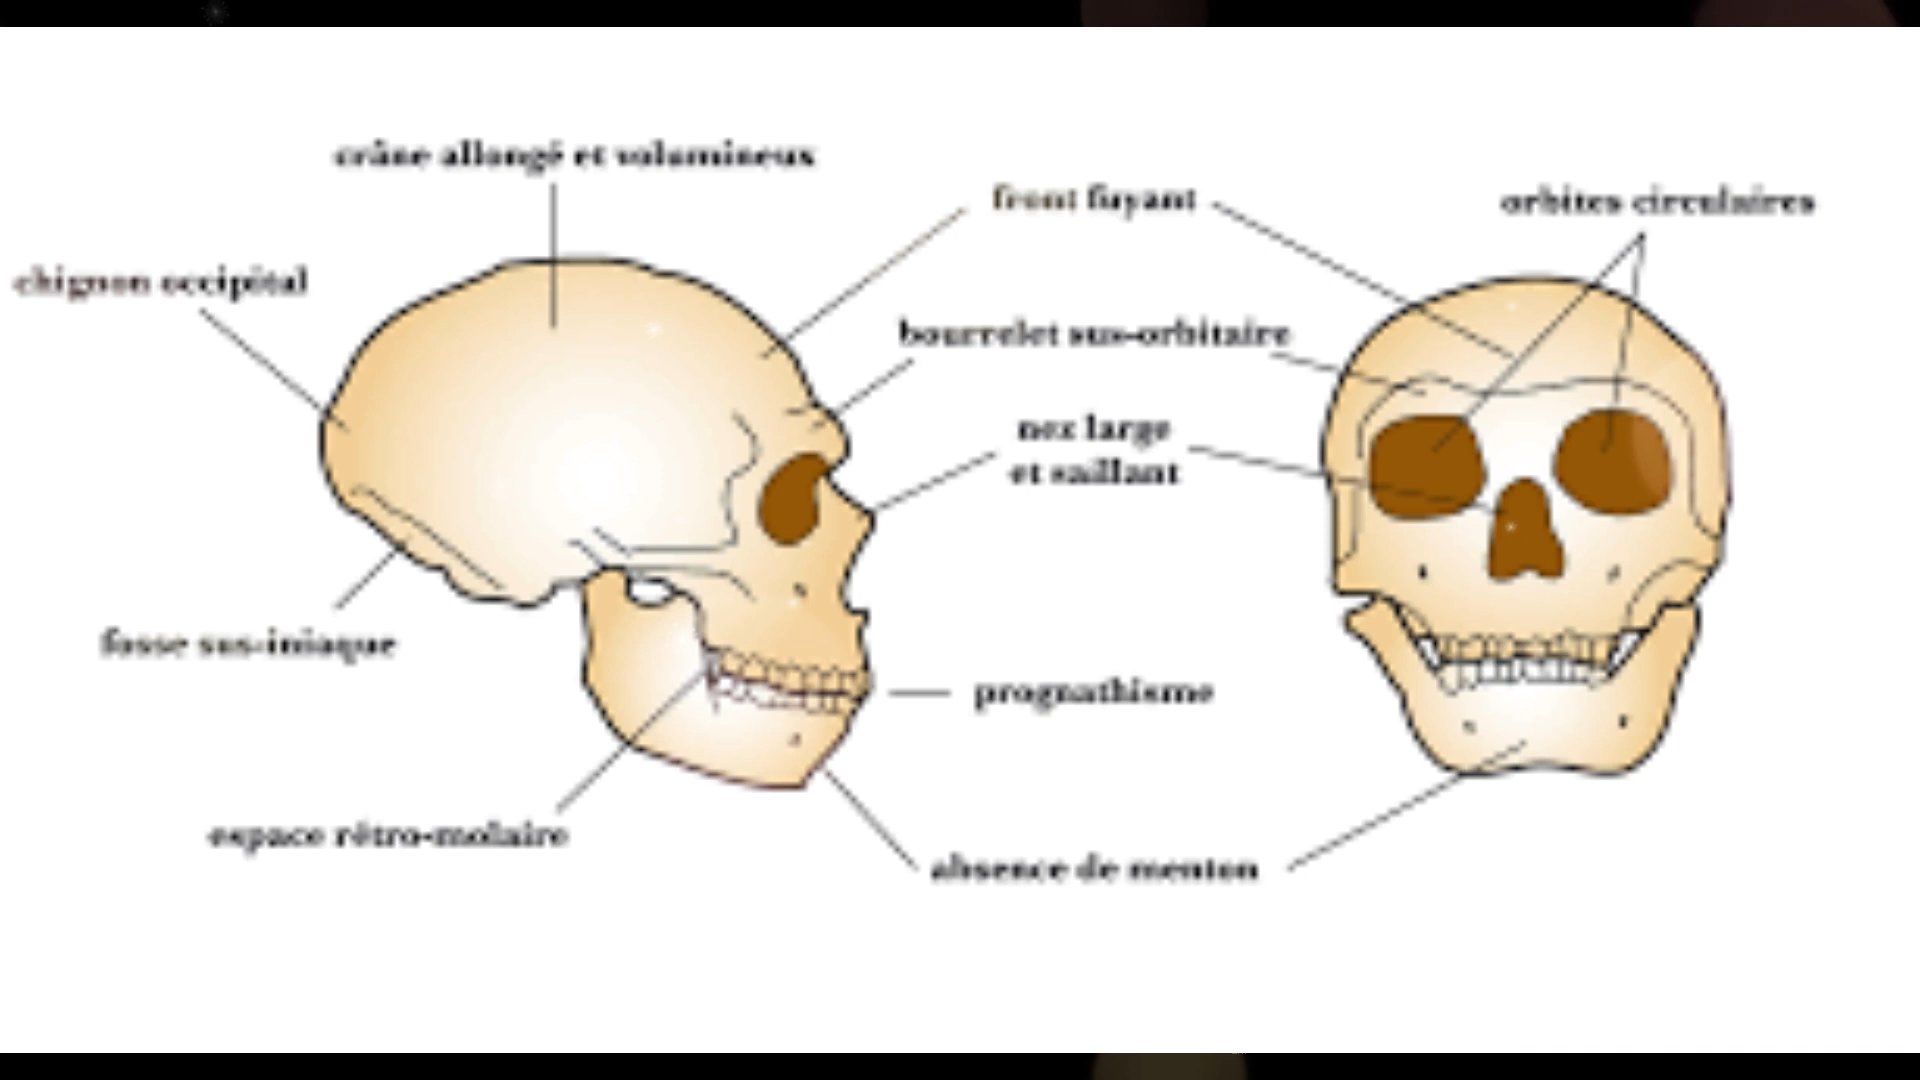 crâne allongé et volumineux
front fuyant
orbites circulaires
chignon occipital
bourrelet sus-orbitaire
nez large
et saillant
fosse sus-iniaque
prognathisme
espace rétro-molaire
absence de menton